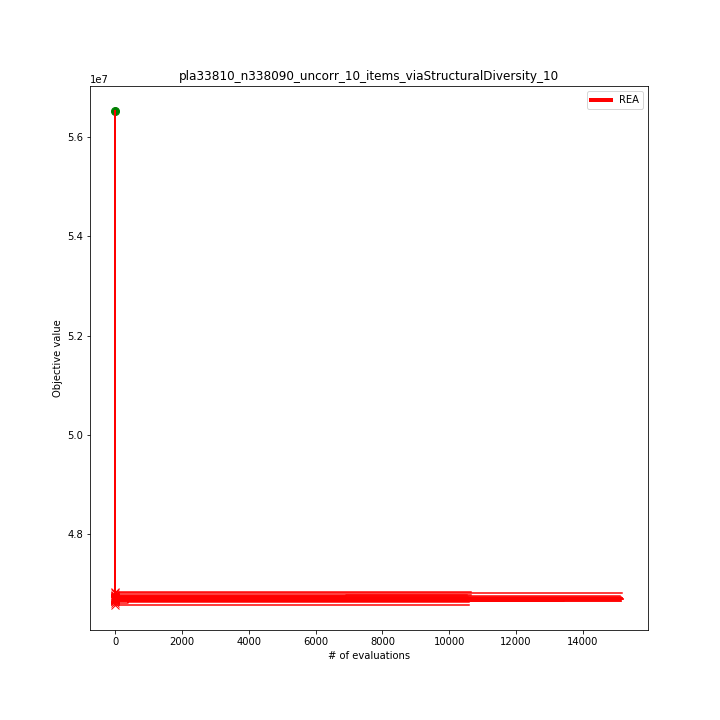 pla33810_n338090_uncorr_10_items_viaStructuralDiversity_10
1e7
REA
5.6
5.4
5.2
5.0
4.8
Objective value
0 2000 4000 6000 8000 10000 12000 14000
# of evaluations